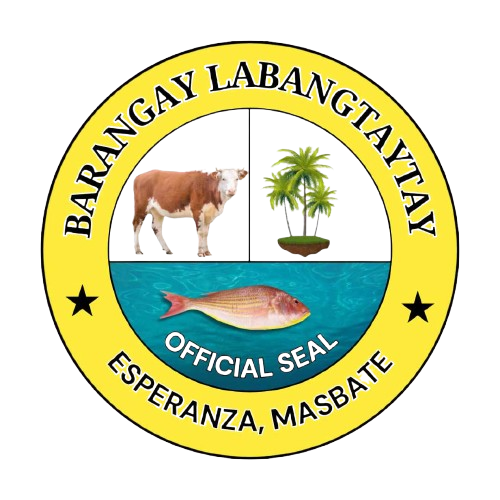 BARANGAY LABANGTAYTAY
OFFICIAL SEAL
ESPERANZA, MASBATE